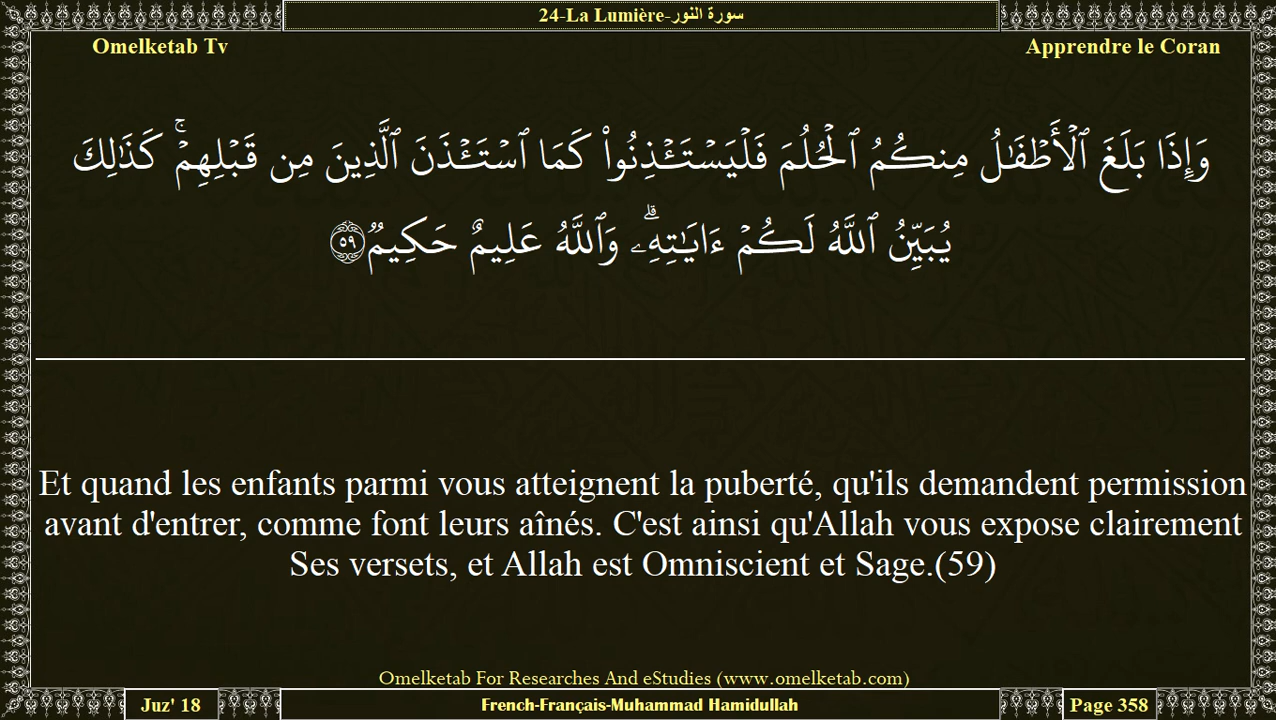 24-La Lumière-سورة النور
Omelketab Tv
Apprendre le Coran
وَإِذَا بَلَغَ ٱلْأَطْفَٰلُ مِنكُمُ ٱلْحُلُمَ فَلْيَسْتَـْٔذِنُوا۟ كَمَا ٱسْتَـْٔذَنَ ٱلَّذِينَ مِن قَبْلِهِمْ ۚ كَذَٰلِكَ
يُبَيِّنُ ٱللَّهُ لَكُمْ ءَايَٰتِهِۦ ۗ وَٱللَّهُ عَلِيمٌ حَكِيمٌ ٥٩
Et quand les enfants parmi vous atteignent la puberté, qu'ils demandent permission
avant d'entrer, comme font leurs aînés. C'est ainsi qu'Allah vous expose clairement
Ses versets, et Allah est Omniscient et Sage.(59)
Omelketab For Researches And eStudies (www.omelketab.com)
Juz' 18
French-Français-Muhammad Hamidullah
Page 358